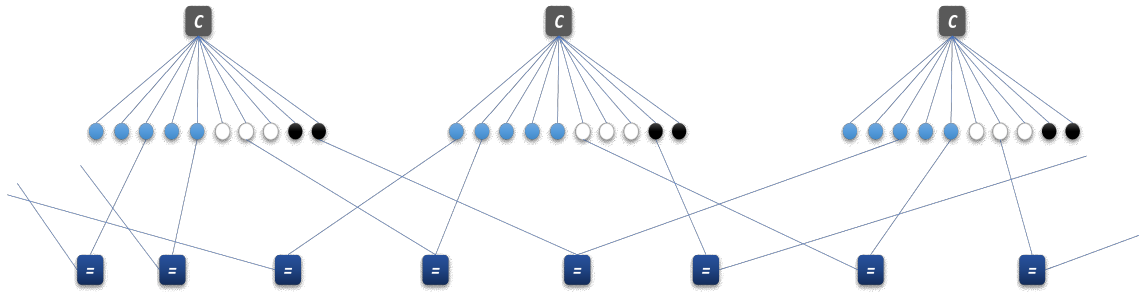 C C C
= = = = = = = =